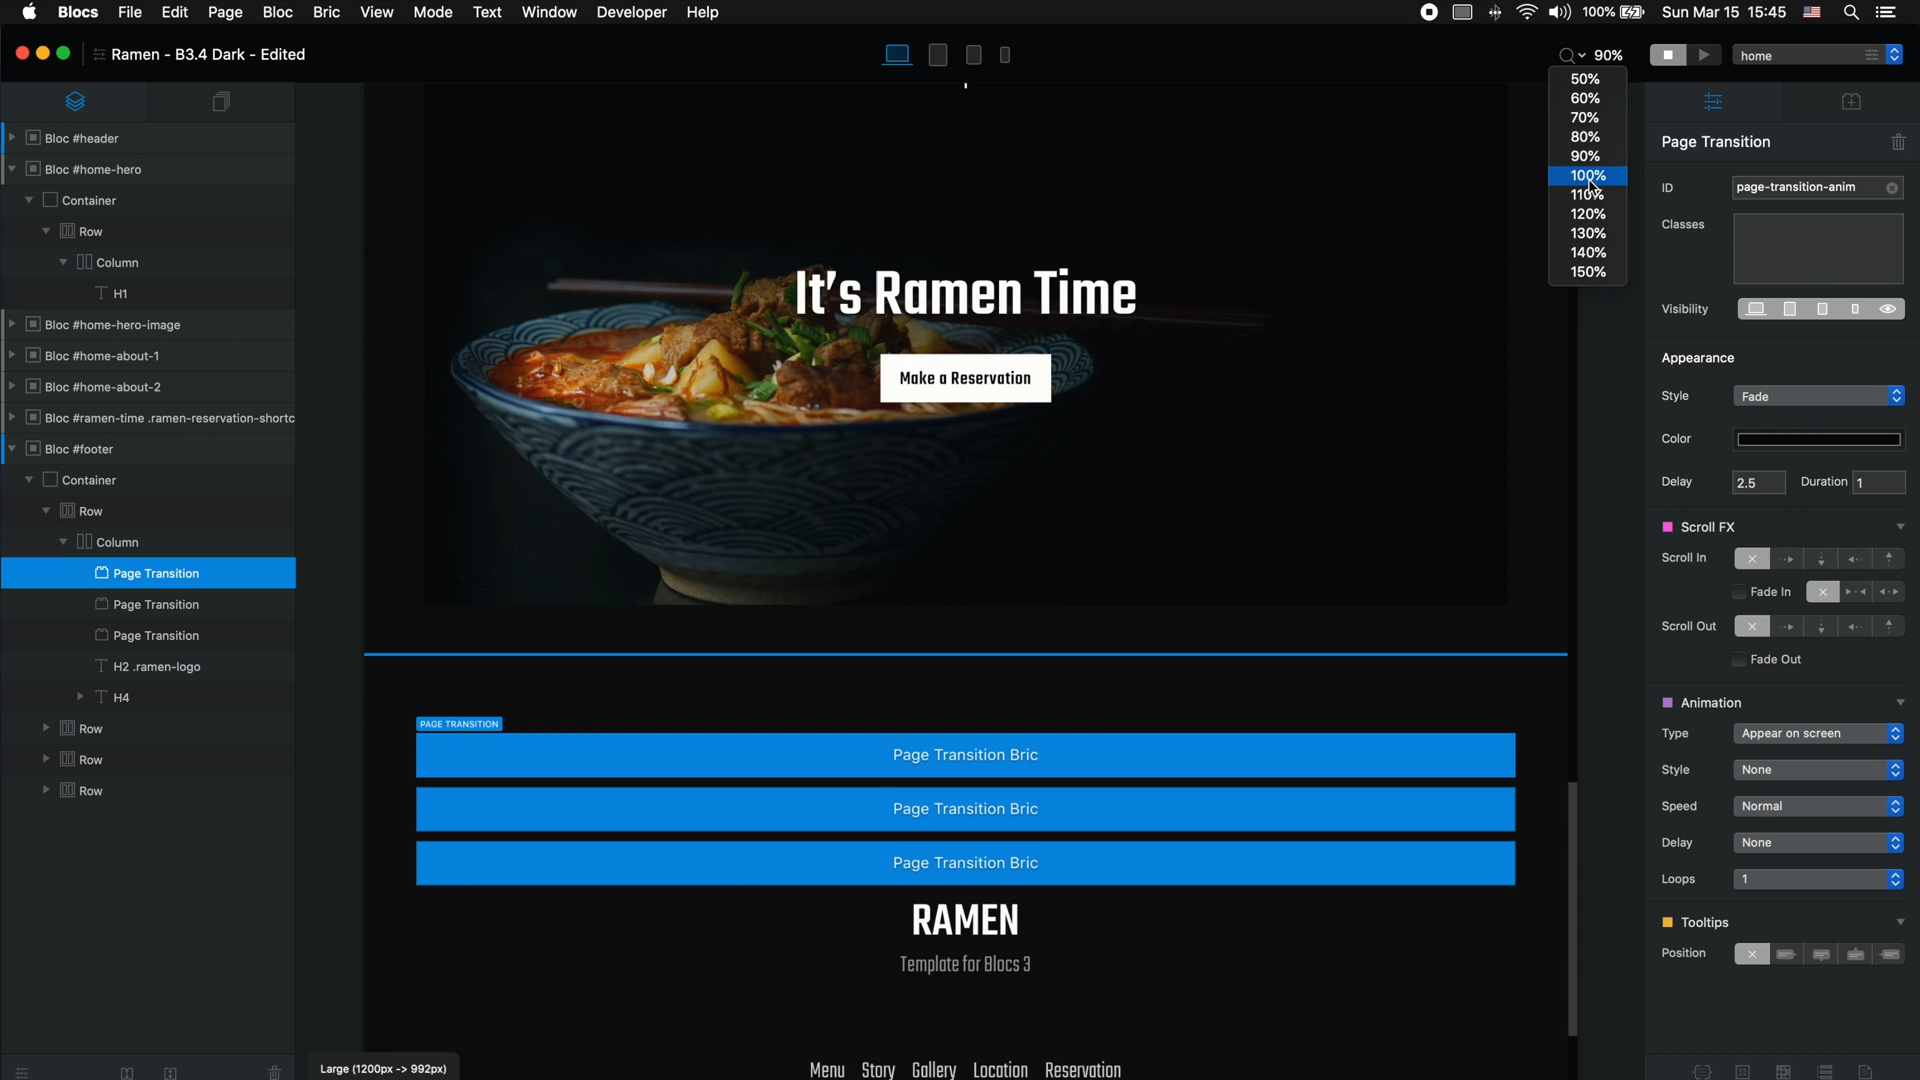 Blocs File Edit Page Bloc Bric View Mode Text Window Developer Help 100% Sun Mar 15 15:45
Ramen - B3.4 Dark - Edited 90% home
50%
60%
70%
80%
90%
100%
110%
120%
130%
140%
150%
Bloc #header
Bloc #home-hero
Container
Row
Column
H1
Bloc #home-hero-image
Bloc #home-about-1
Bloc #home-about-2
Bloc #ramen-time .ramen-reservation-shortc
Bloc #footer
Container
Row
Column
Page Transition
Page Transition
Page Transition
H2 .ramen-logo
H4
Row
Row
Row
It's Ramen Time
Make a Reservation
PAGE TRANSITION
Page Transition Bric
Page Transition Bric
Page Transition Bric
RAMEN
Template for Blocs 3
Menu Story Gallery Location Reservation
Large (1200px -> 992px)
Page Transition
ID page-transition-anim
Classes
Visibility
Appearance
Style Fade
Color
Delay 2.5 Duration 1
Scroll FX
Scroll In
Fade In
Scroll Out
Fade Out
Animation
Type Appear on screen
Style None
Speed Normal
Delay None
Loops 1
Tooltips
Position